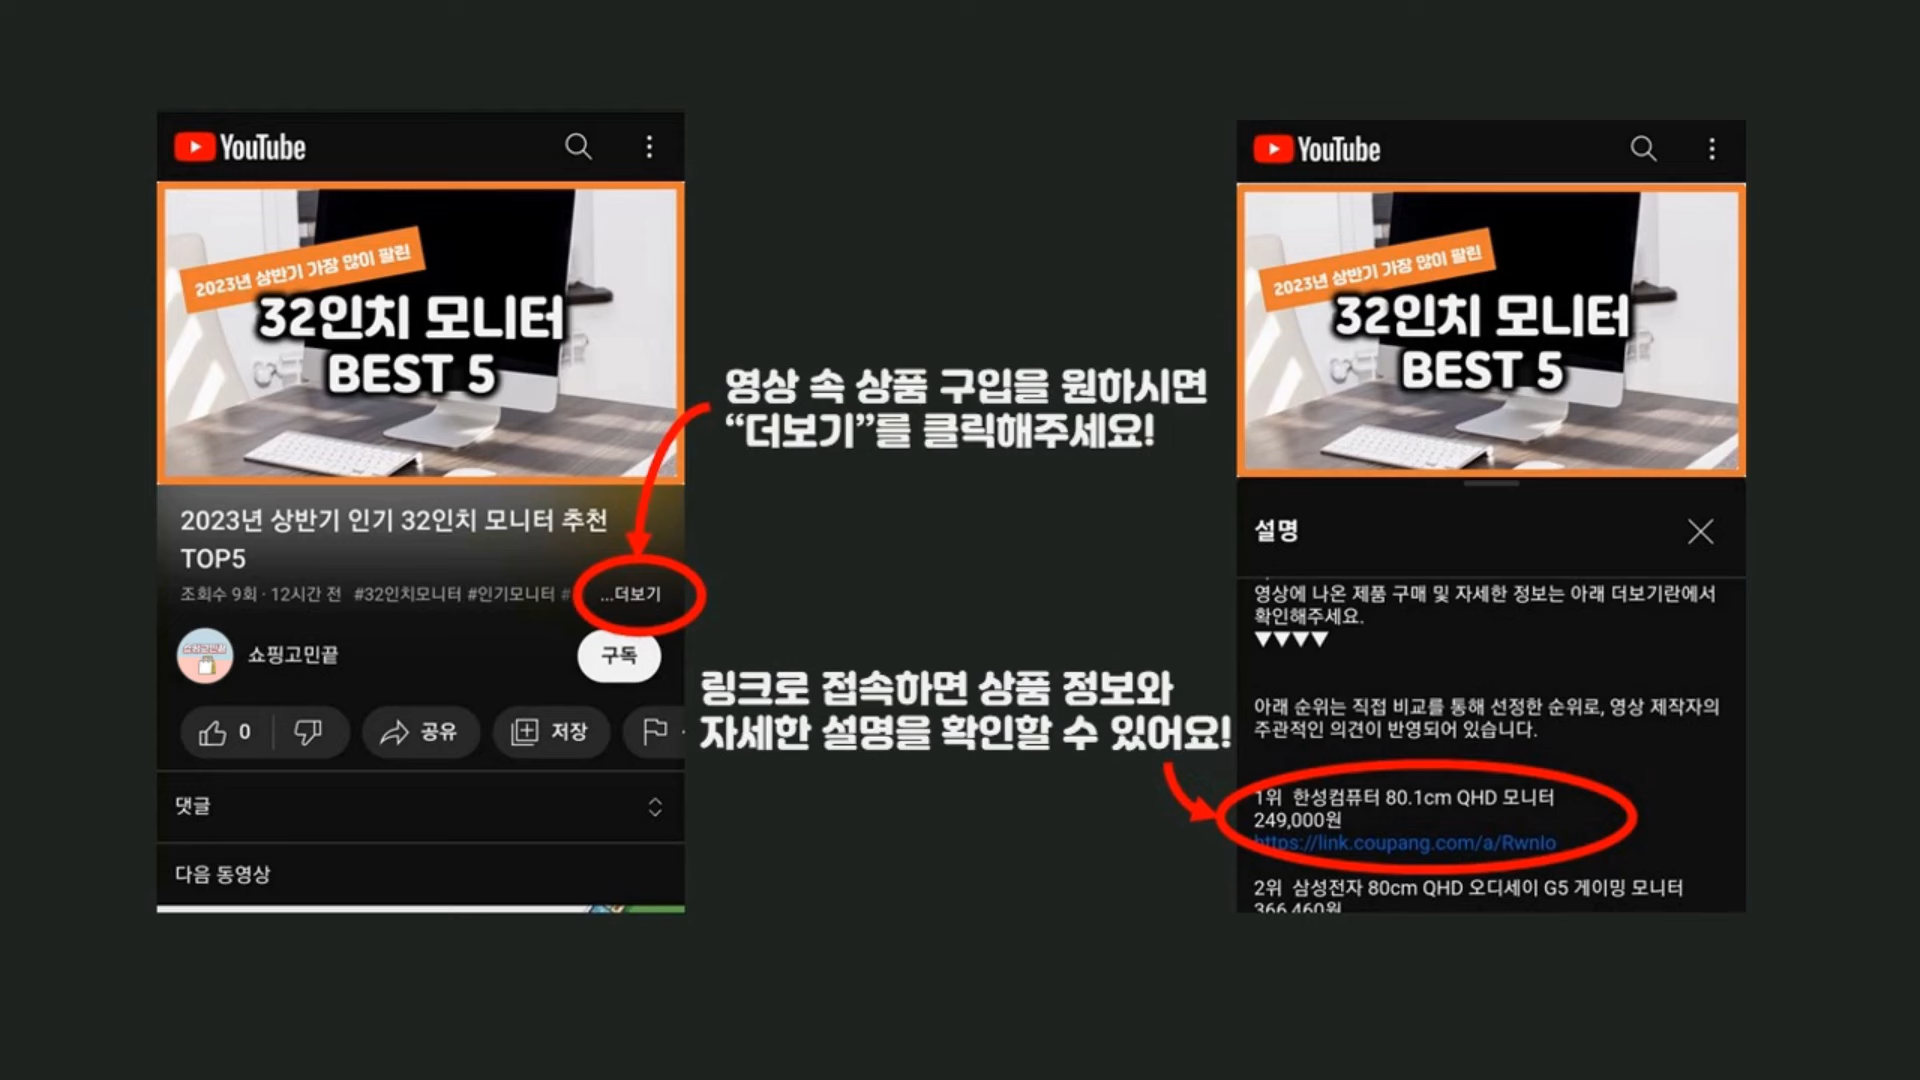 YouTube
2023년 상반기 가장 많이 팔린
32인치 모니터
BEST 5
2023년 상반기 인기 32인치 모니터 추천
TOP5
조회수 9회 · 12시간 전 #32인치모니터 #인기모니터 # ...더보기
쇼핑고민끝
쇼핑고민끝
구독
0
공유
저장
댓글
다음 동영상
영상 속 상품 구입을 원하시면
“더보기”를 클릭해주세요!
링크로 접속하면 상품 정보와
자세한 설명을 확인할 수 있어요!
YouTube
2023년 상반기 가장 많이 팔린
32인치 모니터
BEST 5
설명
영상에 나온 제품 구매 및 자세한 정보는 아래 더보기란에서
확인해주세요.
▼▼▼▼
아래 순위는 직접 비교를 통해 선정한 순위로, 영상 제작자의
주관적인 의견이 반영되어 있습니다.
1위 한성컴퓨터 80.1cm QHD 모니터
249,000원
https://link.coupang.com/a/RwnIo
2위 삼성전자 80cm QHD 오디세이 G5 게이밍 모니터
366,460원